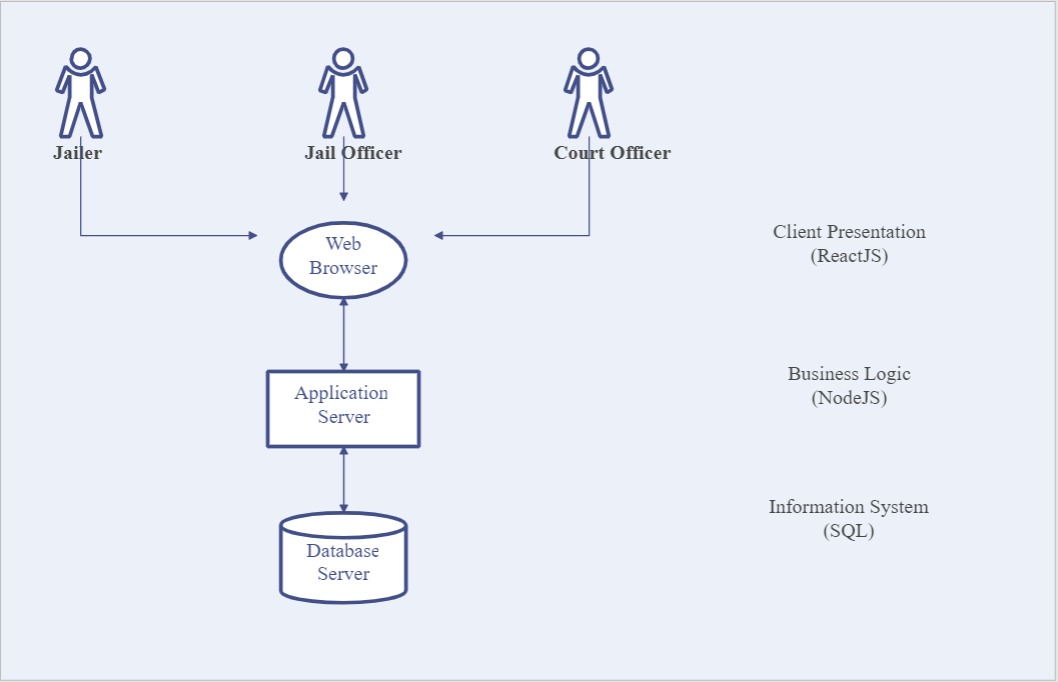 Jailer
Jail Officer
Court Officer
Web
Browser
Client Presentation
(ReactJS)
Application
Server
Business Logic
(NodeJS)
Database
Server
Information System
(SQL)